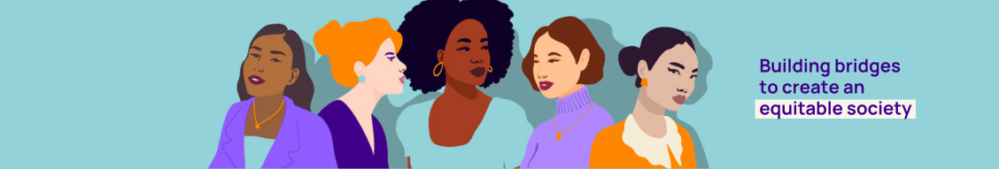 Building bridges
to create an
equitable society